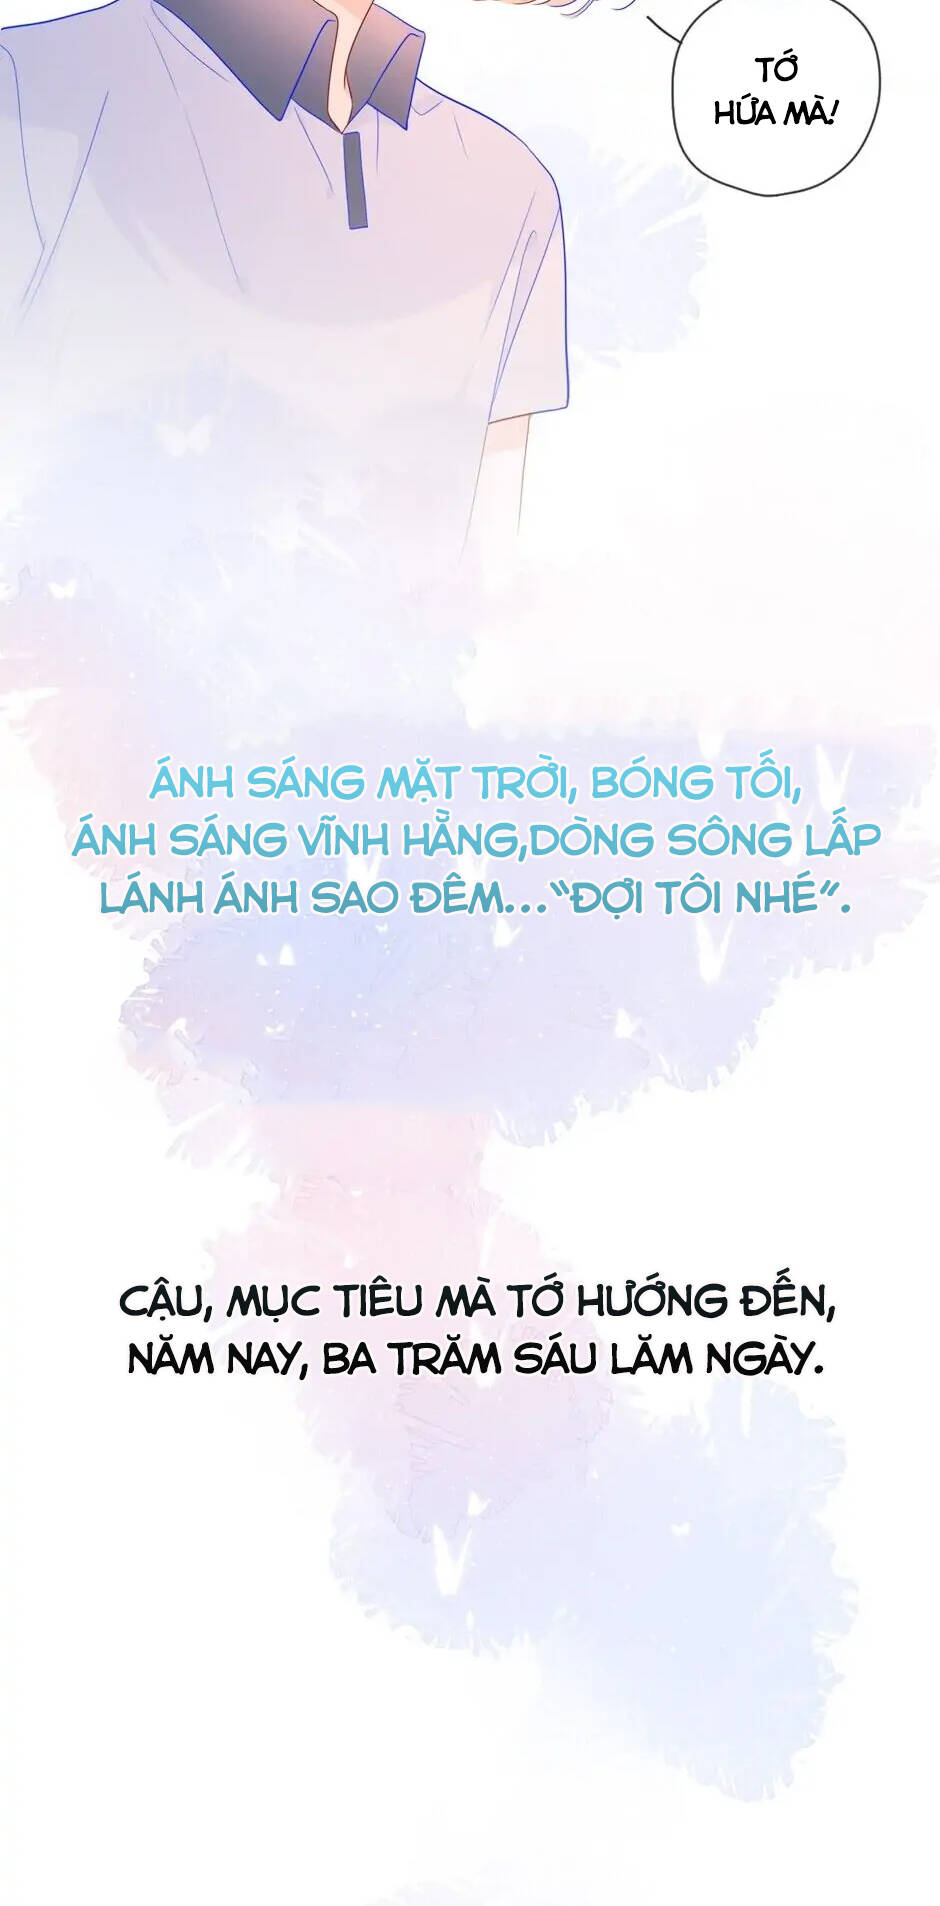 TỚ
HỨA MÀ!
ÁNH SÁNG MẶT TRỜI, BÓNG TỐI,
ÁNH SÁNG VĨNH HẰNG,DÒNG SÔNG LẤP
LÁNH ÁNH SAO ĐÊM..."ĐỢI TÔI NHÉ".
CẬU, MỤC TIÊU MÀ TỚ HƯỚNG ĐẾN,
NĂM NAY, BA TRĂM SÁU LĂM NGÀY.